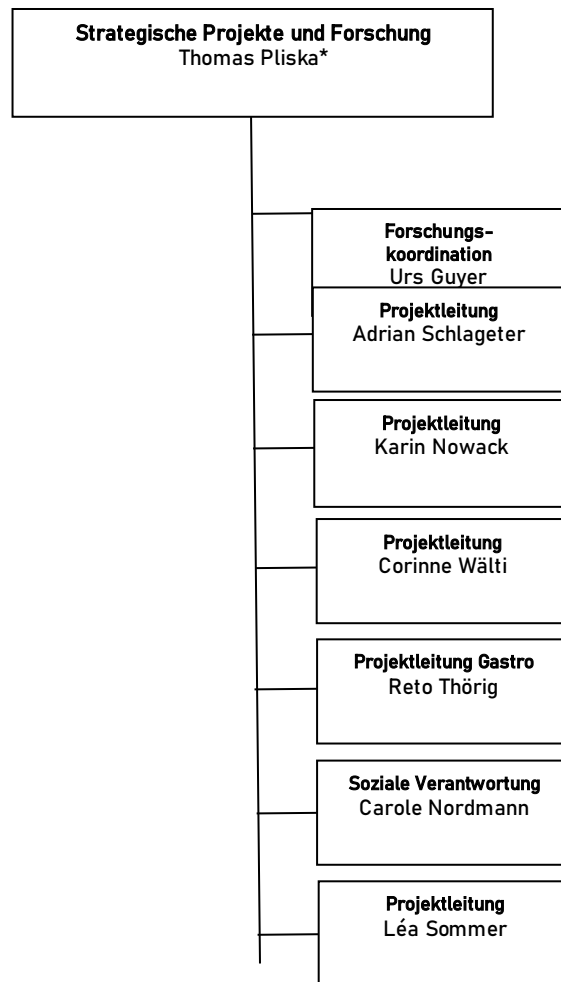 Strategische Projekte und Forschung
Thomas Pliska*
Forschungs-
koordination
Urs Guyer
Projektleitung
Adrian Schlageter
Projektleitung
Karin Nowack
Projektleitung
Corinne Wälti
Projektleitung Gastro
Reto Thörig
Soziale Verantwortung
Carole Nordmann
Projektleitung
Léa Sommer